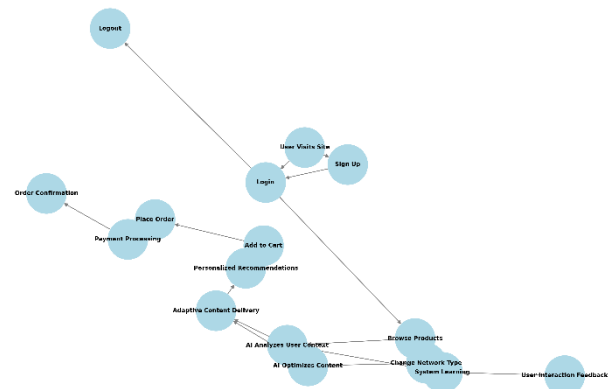 Logout
User Visits Site
Sign Up
Login
Order Confirmation
Place Order
Payment Processing
Add to Cart
Personalized Recommendations
Adaptive Content Delivery
Browse Products
AI Analyzes User Context
Change Network Type
AI Optimizes Content
System Learning
User Interaction Feedback